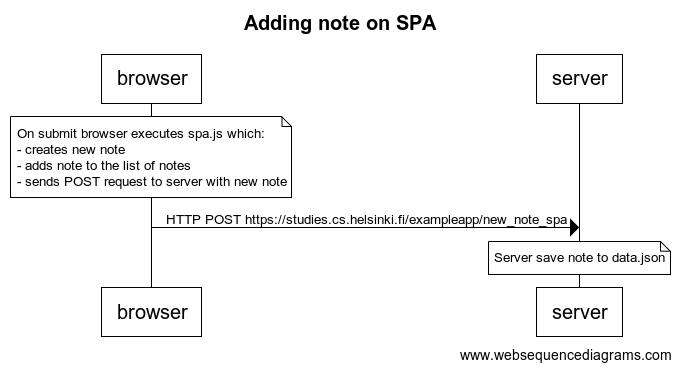 Adding note on SPA
browser
server
On submit browser executes spa.js which:
- creates new note
- adds note to the list of notes
- sends POST request to server with new note
HTTP POST https://studies.cs.helsinki.fi/exampleapp/new_note_spa
Server save note to data.json
browser
server
www.websequencediagrams.com